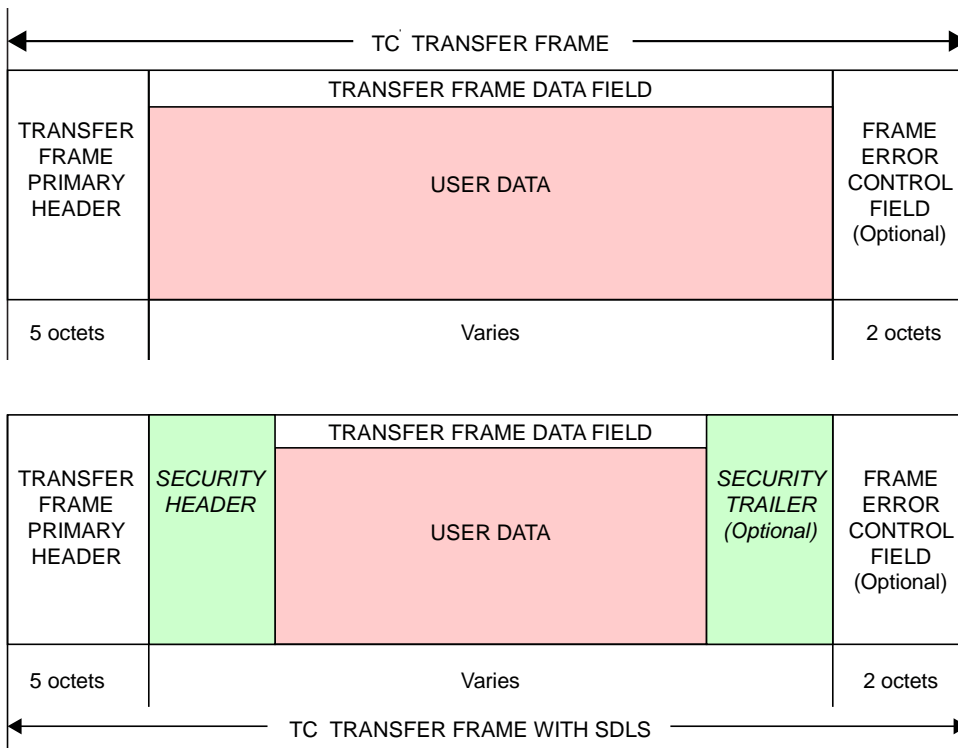 TC TRANSFER FRAME
TRANSFER FRAME DATA FIELD
TRANSFER
FRAME
PRIMARY
HEADER
USER DATA
FRAME
ERROR
CONTROL
FIELD
(Optional)
5 octets
Varies
2 octets
TRANSFER FRAME DATA FIELD
TRANSFER
FRAME
PRIMARY
HEADER
SECURITY
HEADER
USER DATA
SECURITY
TRAILER
(Optional)
FRAME
ERROR
CONTROL
FIELD
(Optional)
5 octets
Varies
2 octets
TC TRANSFER FRAME WITH SDLS